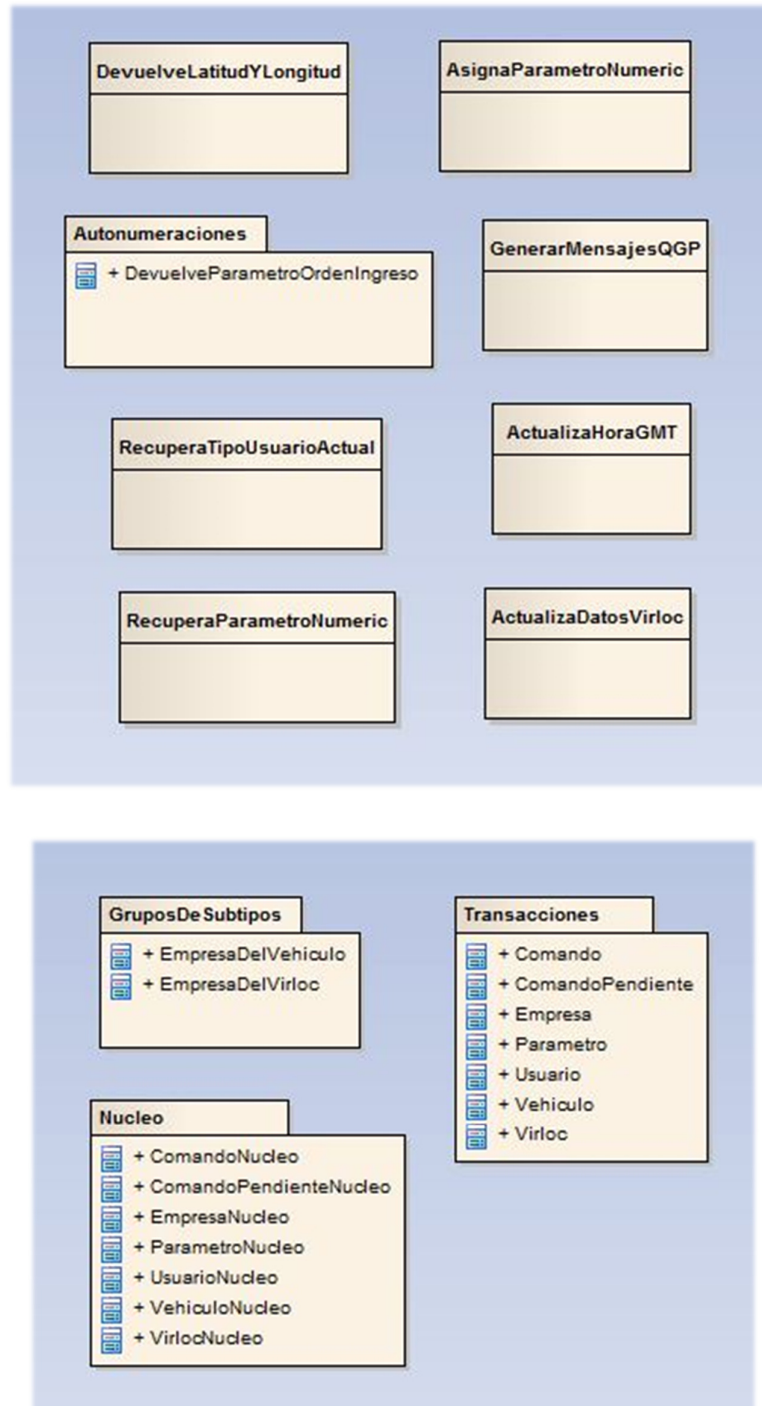 DevuelveLatitudYLongitud
AsignaParametroNumeric
Autonumeraciones
+ DevuelveParametroOrdenIngreso
GenerarMensajesQGP
RecuperaTipoUsuarioActual
ActualizaHoraGMT
RecuperaParametroNumeric
ActualizaDatosVirloc
GruposDeSubtipos
+ EmpresaDelVehiculo
+ EmpresaDelVirloc
Transacciones
+ Comando
+ ComandoPendiente
+ Empresa
+ Parametro
+ Usuario
+ Vehiculo
+ Virloc
Nucleo
+ ComandoNucleo
+ ComandoPendienteNucleo
+ EmpresaNucleo
+ ParametroNucleo
+ UsuarioNucleo
+ VehiculoNucleo
+ VirlocNucleo